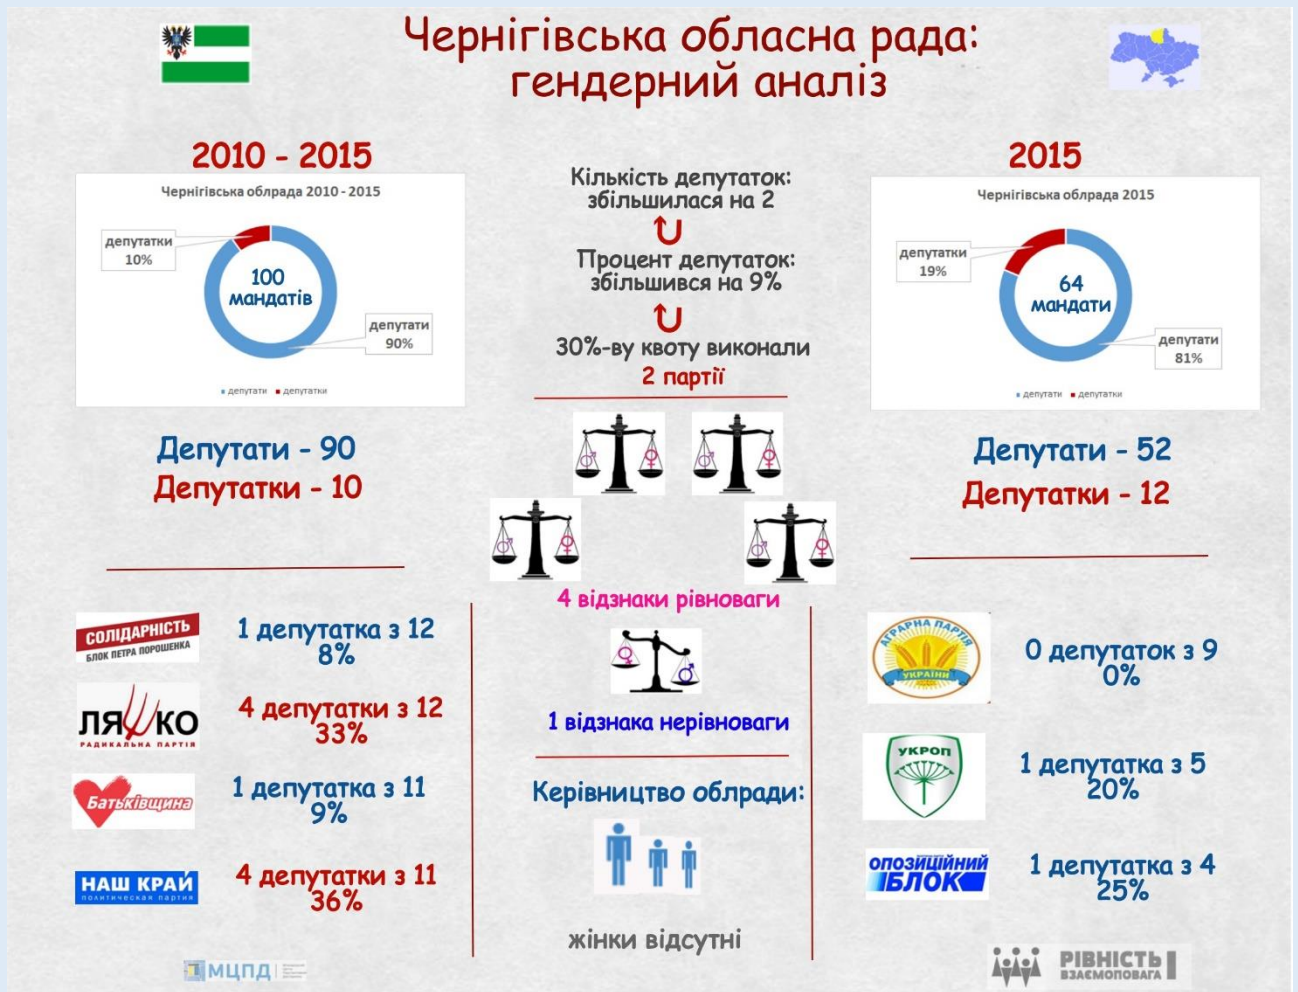 Чернігівська обласна рада:
гендерний аналіз
2010 - 2015
Чернігівська облрада 2010 - 2015
депутатки
10%
100
мандатів
депутати
90%
депутати депутатки
Депутати - 90
Депутатки - 10
Кількість депутаток:
збільшилася на 2
Процент депутаток:
збільшився на 9%
30%-ву квоту виконали
2 партії
4 відзнаки рівноваги
1 відзнака нерівноваги
2015
Чернігівська облрада 2015
депутатки
19%
64
мандати
депутати
81%
депутати депутатки
Депутати - 52
Депутатки - 12
СОЛІДАРНІСТЬ
БЛОК ПЕТРА ПОРОШЕНКА
1 депутатка з 12
8%
ЛЯШКО
РАДИКАЛЬНА ПАРТІЯ
4 депутатки з 12
33%
Батьківщина
1 депутатка з 11
9%
НАШ КРАЙ
политическая партия
4 депутатки з 11
36%
Керівництво облради:
жінки відсутні
АГРАРНА ПАРТІЯ
УКРАЇНИ
0 депутаток з 9
0%
УКРОП
1 депутатка з 5
20%
ОПОЗИЦІЙНИЙ
БЛОК
1 депутатка з 4
25%
МЦПД
РІВНІСТЬ
ВЗАЄМОПОВАГА